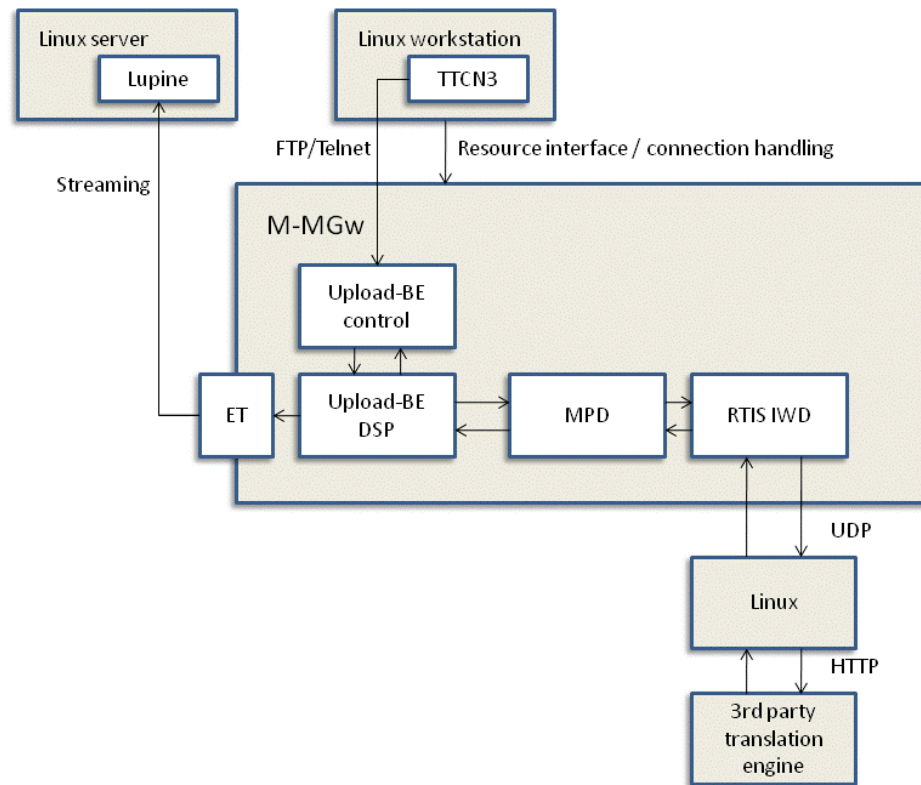 Linux server
Lupine
Linux workstation
TTCN3
FTP/Telnet
Resource interface / connection handling
Streaming
M-MGw
Upload-BE
control
ET
Upload-BE
DSP
MPD
RTIS IWD
UDP
Linux
HTTP
3rd party
translation
engine